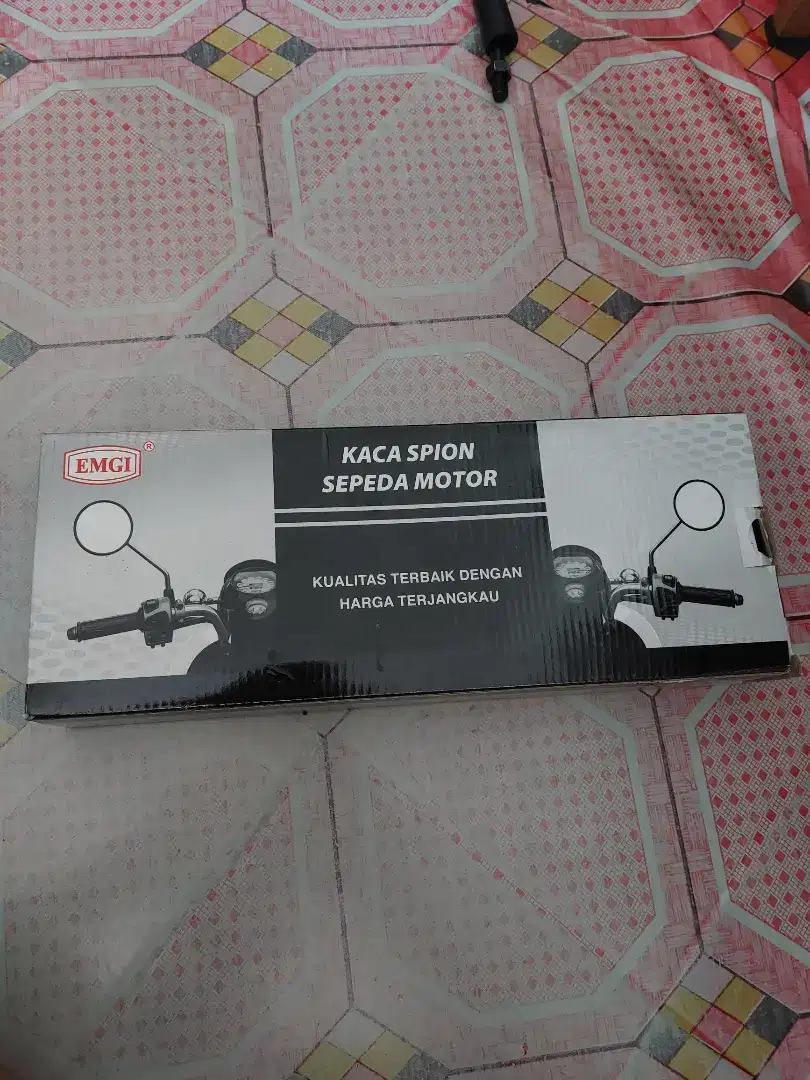 EMGI ®
KACA SPION
SEPEDA MOTOR
KUALITAS TERBAIK DENGAN
HARGA TERJANGKAU